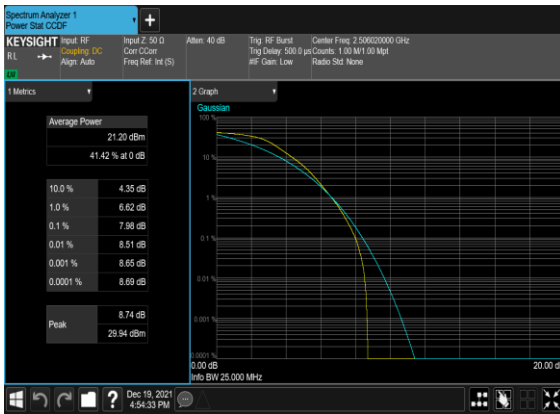 Spectrum Analyzer 1
Power Stat CCDF
KEYSIGHT
RL
Input: RF
Coupling: DC
Align: Auto
Input Z: 50 Ω
Corr CCorr
Freq Ref: Int (S)
Atten: 40 dB
Trig: RF Burst
Trig Delay: 500.0 µs
#IF Gain: Low
Center Freq: 2.506020000 GHz
Counts: 1.00 M/1.00 Mpt
Radio Std: None
1 Metrics
Average Power
21.20 dBm
41.42 % at 0 dB
10.0 % 4.35 dB
1.0 % 6.62 dB
0.1 % 7.98 dB
0.01 % 8.51 dB
0.001 % 8.65 dB
0.0001 % 8.69 dB
Peak
8.74 dB
29.94 dBm
2 Graph
Gaussian
100 %
10 %
1 %
0.1 %
0.01 %
0.001 %
0.0001 %
0.00 dB
20.00 d
Info BW 25.000 MHz
?
Dec 19, 2021
4:54:33 PM